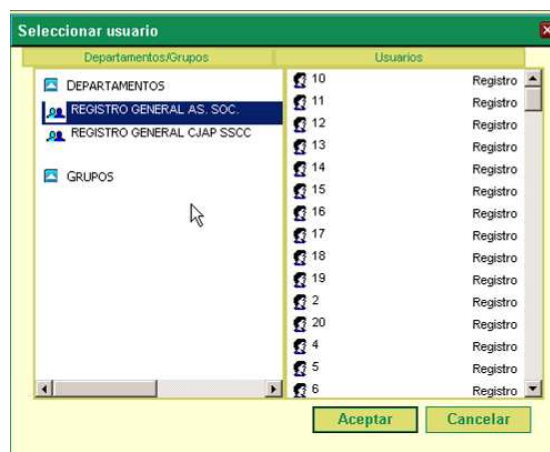 Seleccionar usuario
Departamentos/Grupos
Usuarios
DEPARTAMENTOS
REGISTRO GENERAL AS. SOC.
REGISTRO GENERAL CJAP SSCC
GRUPOS
10 Registro
11 Registro
12 Registro
13 Registro
14 Registro
15 Registro
16 Registro
17 Registro
18 Registro
19 Registro
2 Registro
20 Registro
4 Registro
5 Registro
6 Registro
Aceptar
Cancelar